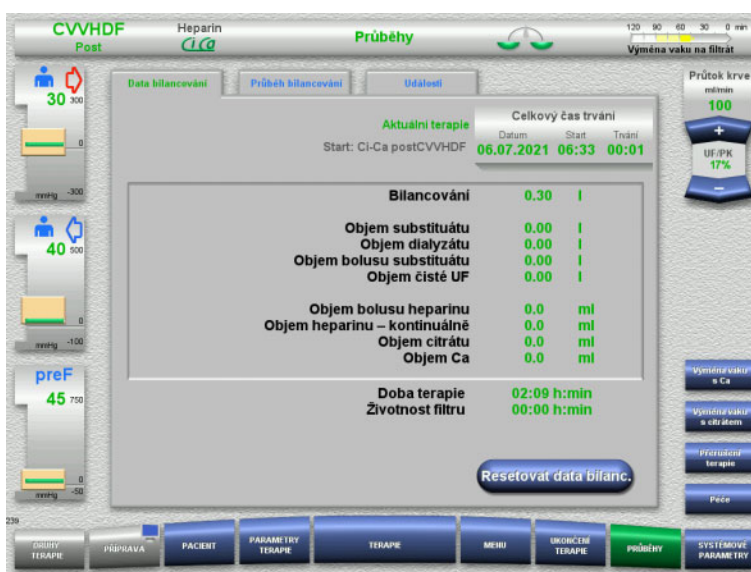 CVVHDF
Post
Heparin
Ci Ca
Průběhy
120 90 60 30 0 min
Výměna vaku na filtrát
30 300
0
mmHg -300
40 500
0
mmHg -100
preF
45 750
0
mmHg -50
Data bilancování
Průběh bilancování
Události
Aktuální terapie
Start: Ci-Ca postCVVHDF
Celkový čas trvání
Datum Start Trvání
06.07.2021 06:33 00:01
Bilancování 0.30 l
Objem substituátu 0.00 l
Objem dialyzátu 0.00 l
Objem bolusu substituátu 0.00 l
Objem čisté UF 0.00 l
Objem bolusu heparinu 0.0 ml
Objem heparinu – kontinuálně 0.0 ml
Objem citrátu 0.0 ml
Objem Ca 0.0 ml
Doba terapie 02:09 h:min
Životnost filtru 00:00 h:min
Resetovat data bilanc.
Průtok krve
ml/min
100
+
UF/PK
17%
−
Výměna vaku
s Ca
Výměna vaku
s citrátem
Přerušení
terapie
Péče
239
DRUHY
TERAPIE
PŘÍPRAVA
PACIENT
PARAMETRY
TERAPIE
TERAPIE
MENU
UKONČENÍ
TERAPIE
PRŮBĚHY
SYSTÉMOVÉ
PARAMETRY